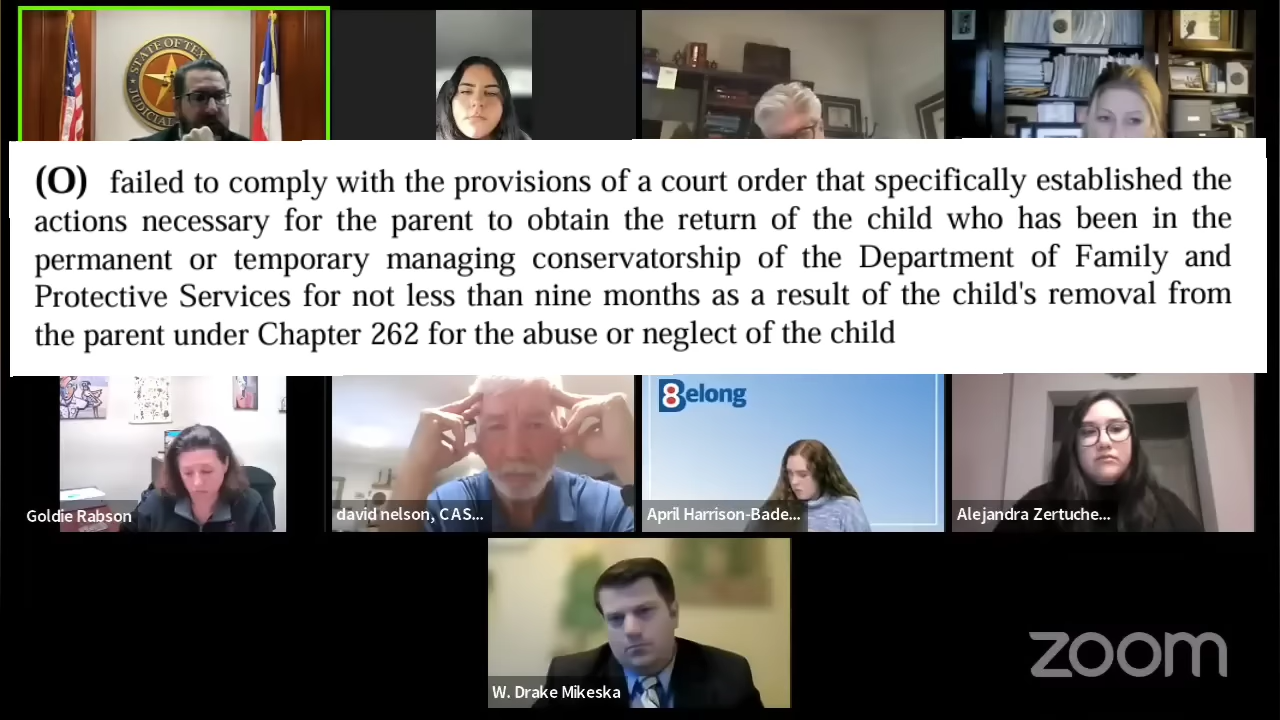 STATE OF TEX
JUDICIAL
(O) failed to comply with the provisions of a court order that specifically established the
actions necessary for the parent to obtain the return of the child who has been in the
permanent or temporary managing conservatorship of the Department of Family and
Protective Services for not less than nine months as a result of the child's removal from
the parent under Chapter 262 for the abuse or neglect of the child
Belong
Goldie Rabson
david nelson, CAS...
April Harrison-Bade...
Alejandra Zertuche...
W. Drake Mikeska
zoom